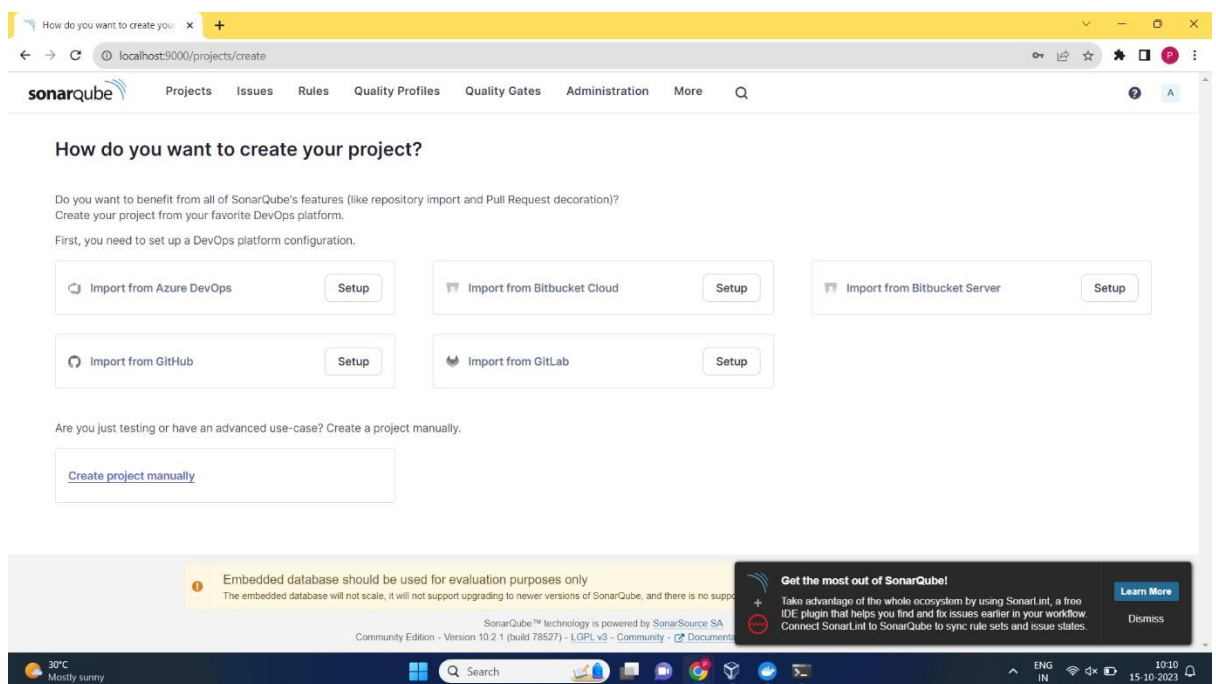 How do you want to create you
localhost:9000/projects/create
P
sonarqube Projects Issues Rules Quality Profiles Quality Gates Administration More A
How do you want to create your project?
Do you want to benefit from all of SonarQube's features (like repository import and Pull Request decoration)?
Create your project from your favorite DevOps platform.
First, you need to set up a DevOps platform configuration.
Import from Azure DevOps Setup Import from Bitbucket Cloud Setup Import from Bitbucket Server Setup
Import from GitHub Setup Import from GitLab Setup
Are you just testing or have an advanced use-case? Create a project manually.
Create project manually
Embedded database should be used for evaluation purposes only
The embedded database will not scale, it will not support upgrading to newer versions of SonarQube, and there is no suppo
SonarQube™ technology is powered by SonarSource SA
Community Edition - Version 10.2.1 (build 78527) - LGPL v3 - Community - Documenta
Get the most out of SonarQube!
Take advantage of the whole ecosystem by using SonarLint, a free
IDE plugin that helps you find and fix issues earlier in your workflow.
Connect SonarLint to SonarQube to sync rule sets and issue states.
Learn More
Dismiss
30°C
Mostly sunny
Search
ENG
IN
10:10
15-10-2023